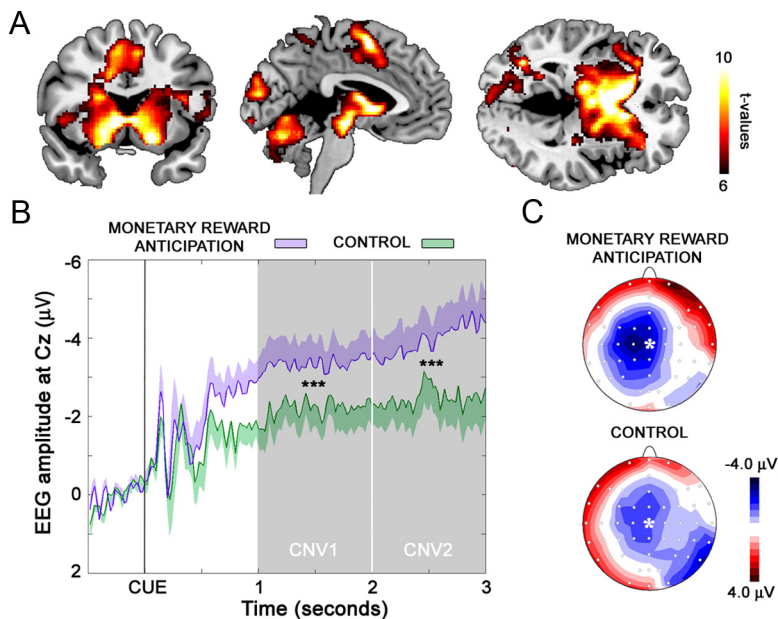 A
10
t-values
6
B
MONETARY REWARD
ANTICIPATION
CONTROL
-6
-4
-2
0
2
EEG amplitude at Cz (µV)
***
***
CNV1
CNV2
CUE
1
2
3
Time (seconds)
C
MONETARY REWARD
ANTICIPATION
*
CONTROL
*
-4.0 µV
4.0 µV